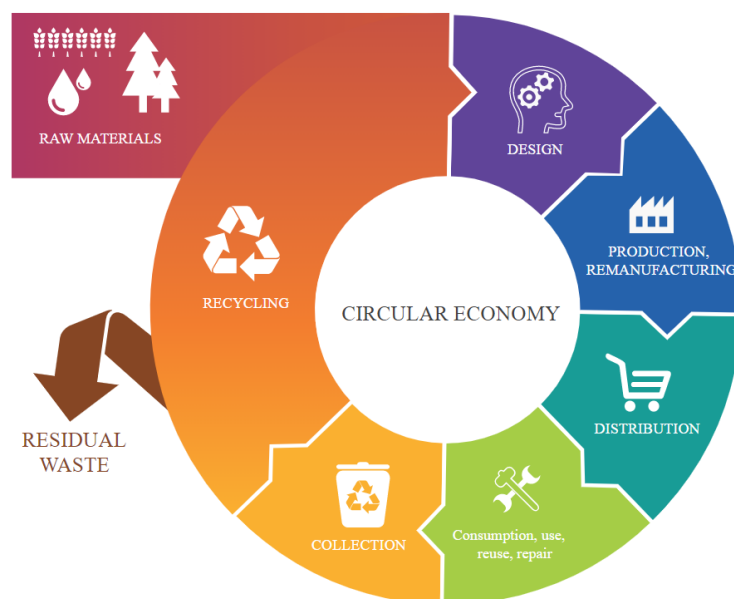 RAW MATERIALS
DESIGN
PRODUCTION,
REMANUFACTURING
RECYCLING
CIRCULAR ECONOMY
DISTRIBUTION
RESIDUAL
WASTE
Consumption, use,
reuse, repair
COLLECTION